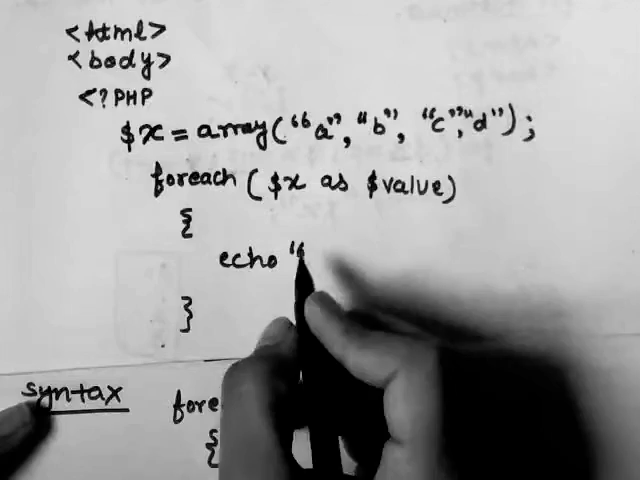 <html>
<body>
<?PHP
$x = array("a", "b", "c","d");
foreach ($x as $value)
{
echo "
}
syntax
fore
{